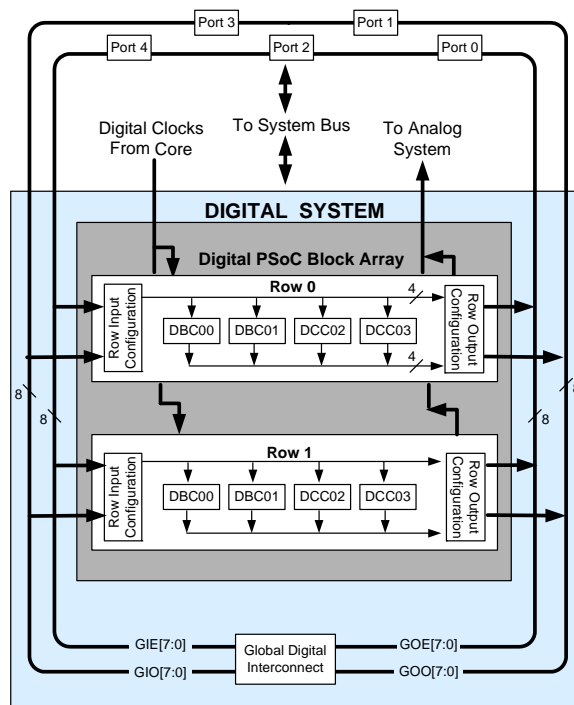 Port 3
Port 1
Port 4
Port 2
Port 0
Digital Clocks
From Core
To System Bus
To Analog
System
DIGITAL SYSTEM
Digital PSoC Block Array
Row 0
4
Row Input
Configuration
DBC00
DBC01
DCC02
DCC03
4
Row Output
Configuration
8
8
8
8
Row 1
Row Input
Configuration
DBC00
DBC01
DCC02
DCC03
Row Output
Configuration
GIE[7:0]
GIO[7:0]
Global Digital
Interconnect
GOE[7:0]
GOO[7:0]